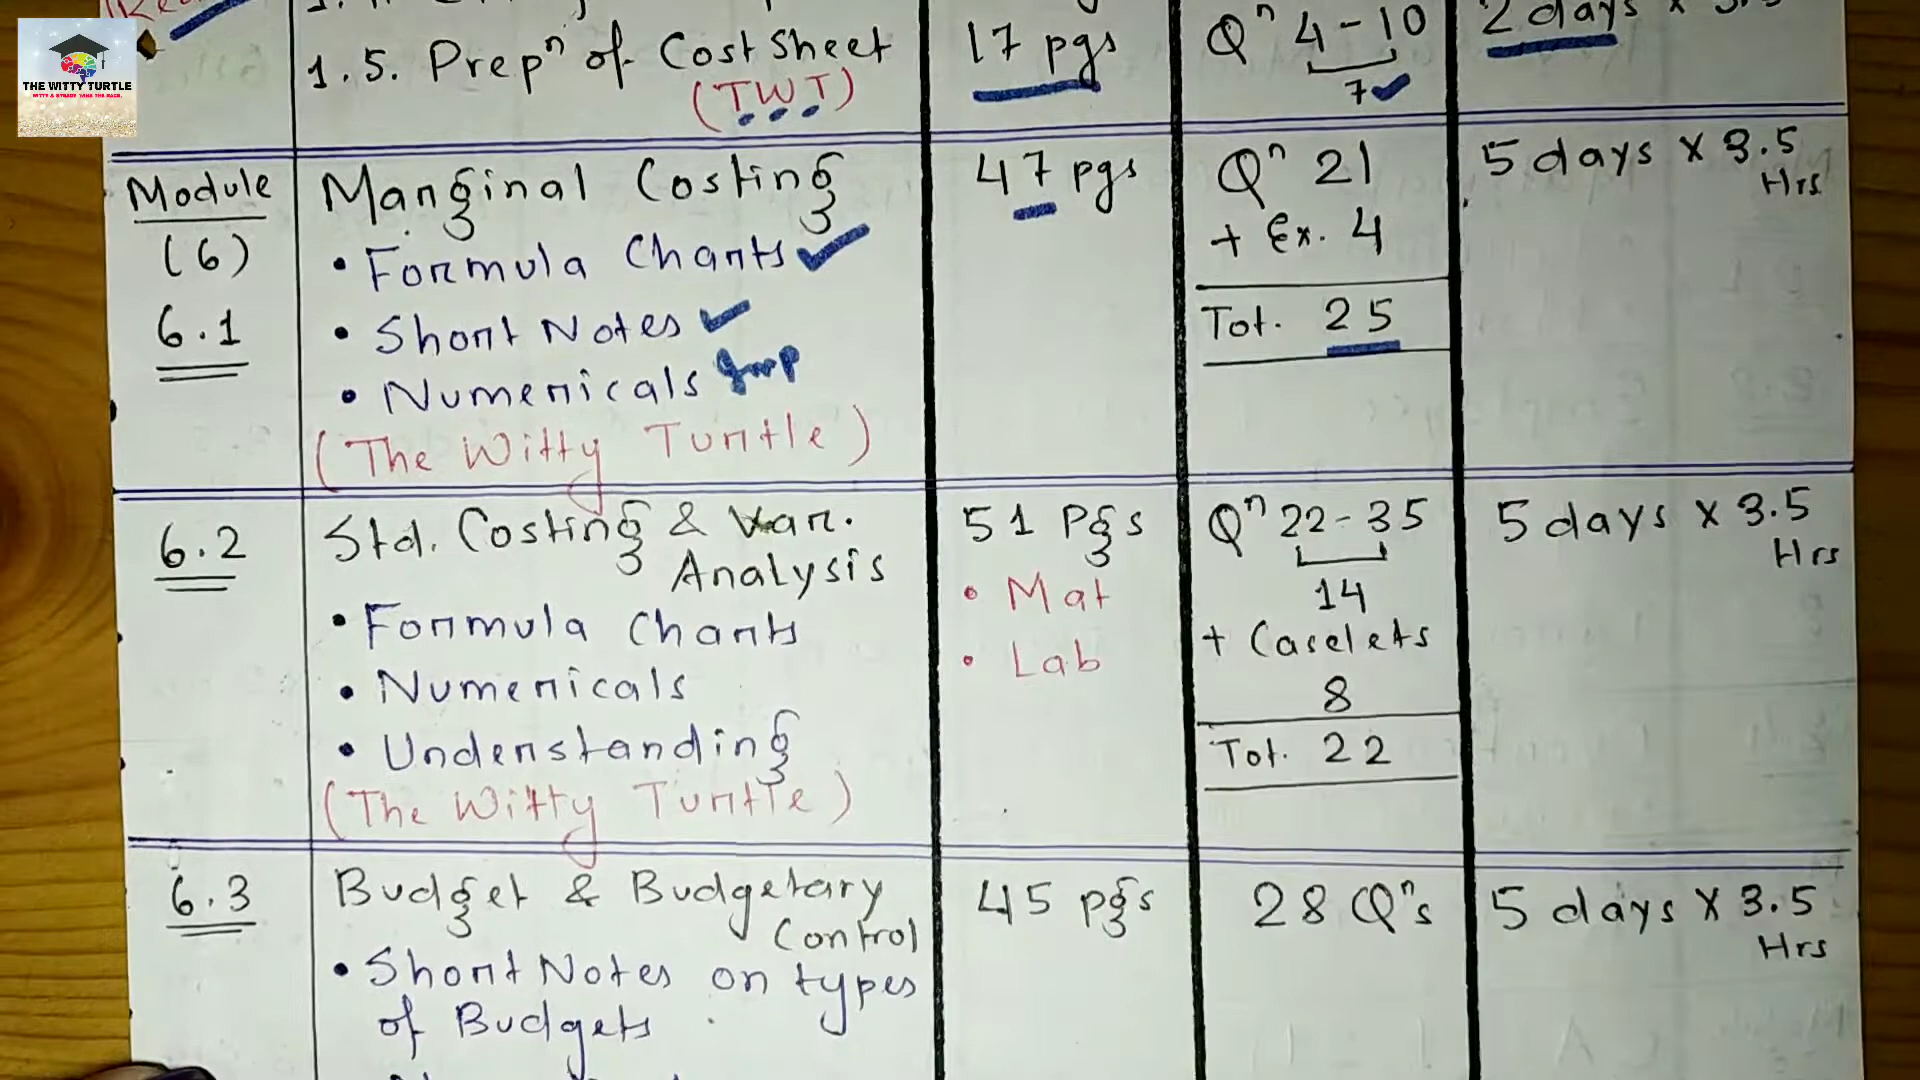 THE WITTY TURTLE
1.5. Prepⁿ of Cost Sheet
(TWT)
17 pgs
Qⁿ 4-10
7
2 days x
Module
(6)
6.1
Marginal Costing
• Formula Charts
• Short Notes
• Numericals Imp
(The Witty Turtle)
47 pgs
Qⁿ 21
+ Ex. 4
Tot. 25
5 days x 3.5
Hrs
6.2
Std. Costing & Var.
Analysis
• Formula Charts
• Numericals
• Understanding
(The Witty Turtle)
51 Pgs
• Mat
• Lab
Qⁿ 22-35
14
+ Caselets
8
Tot. 22
5 days x 3.5
Hrs
6.3
Budget & Budgetary
Control
• Short Notes on types
of Budgets
45 pgs
28 Qⁿs
5 days x 3.5
Hrs